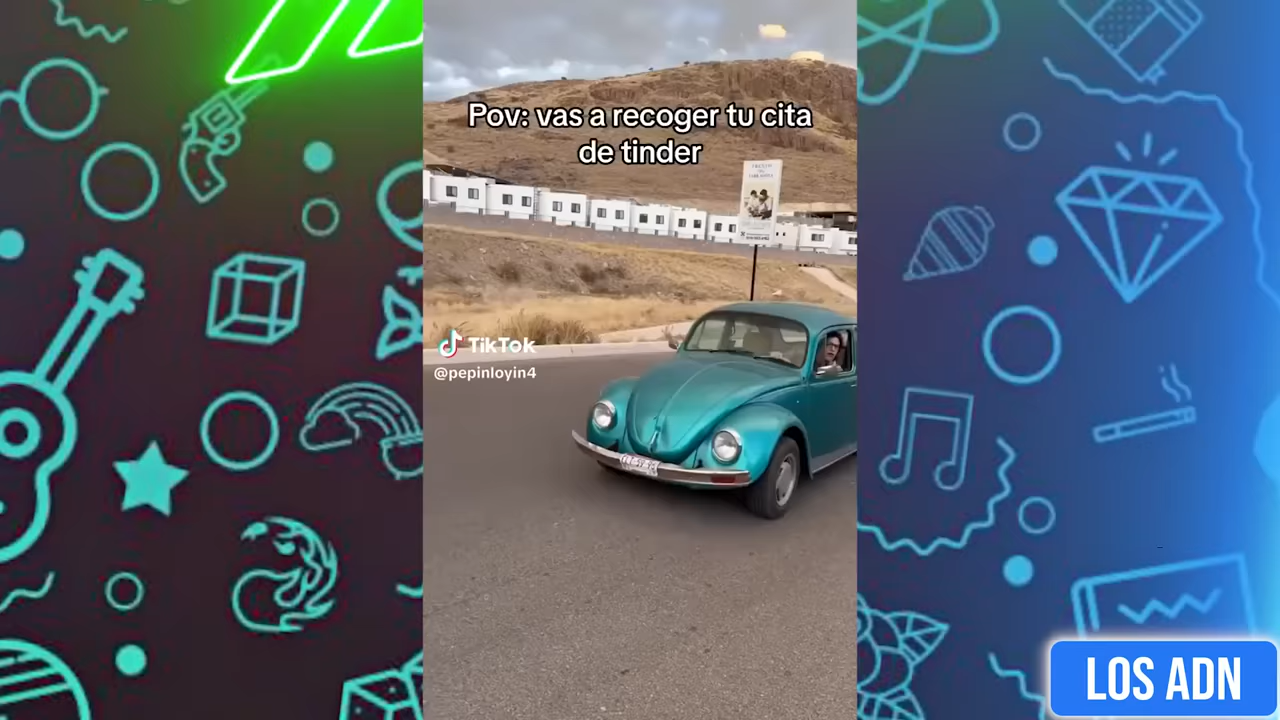 Pov: vas a recoger tu cita
de tinder
TikTok
@pepinloyin4
LOS ADN